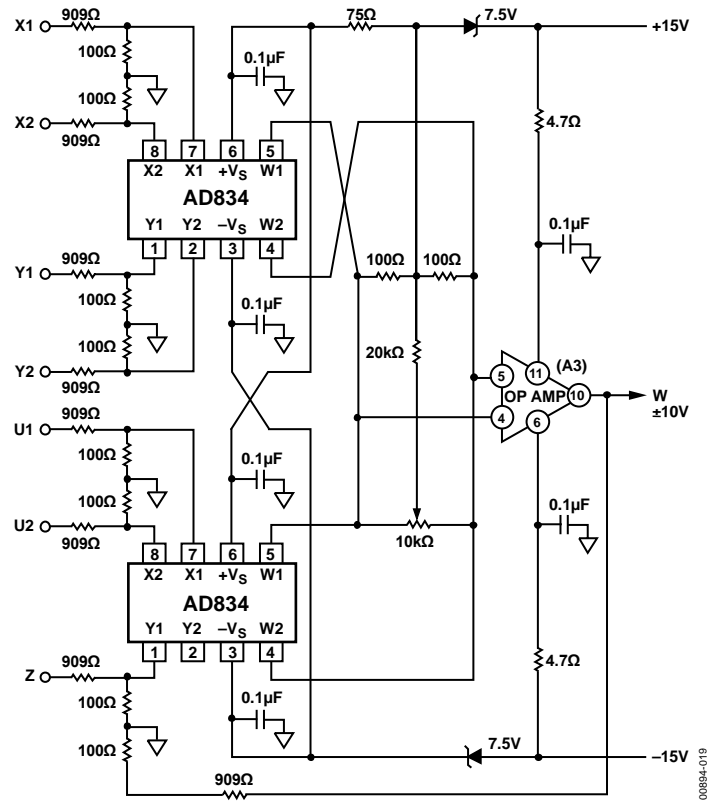 X1
909Ω
100Ω
100Ω
X2
909Ω
0.1µF
75Ω
7.5V
+15V
4.7Ω
8
7
6
5
X2
X1
+VS
W1
AD834
Y1
Y2
–VS
W2
1
2
3
4
0.1µF
Y1
909Ω
100Ω
100Ω
Y2
909Ω
0.1µF
100Ω
100Ω
20kΩ
5
11
(A3)
OP AMP
10
4
6
W
±10V
U1
909Ω
100Ω
100Ω
U2
909Ω
0.1µF
0.1µF
10kΩ
8
7
6
5
X2
X1
+VS
W1
AD834
Y1
Y2
–VS
W2
1
2
3
4
Z
909Ω
100Ω
100Ω
909Ω
0.1µF
4.7Ω
7.5V
–15V
00894-019